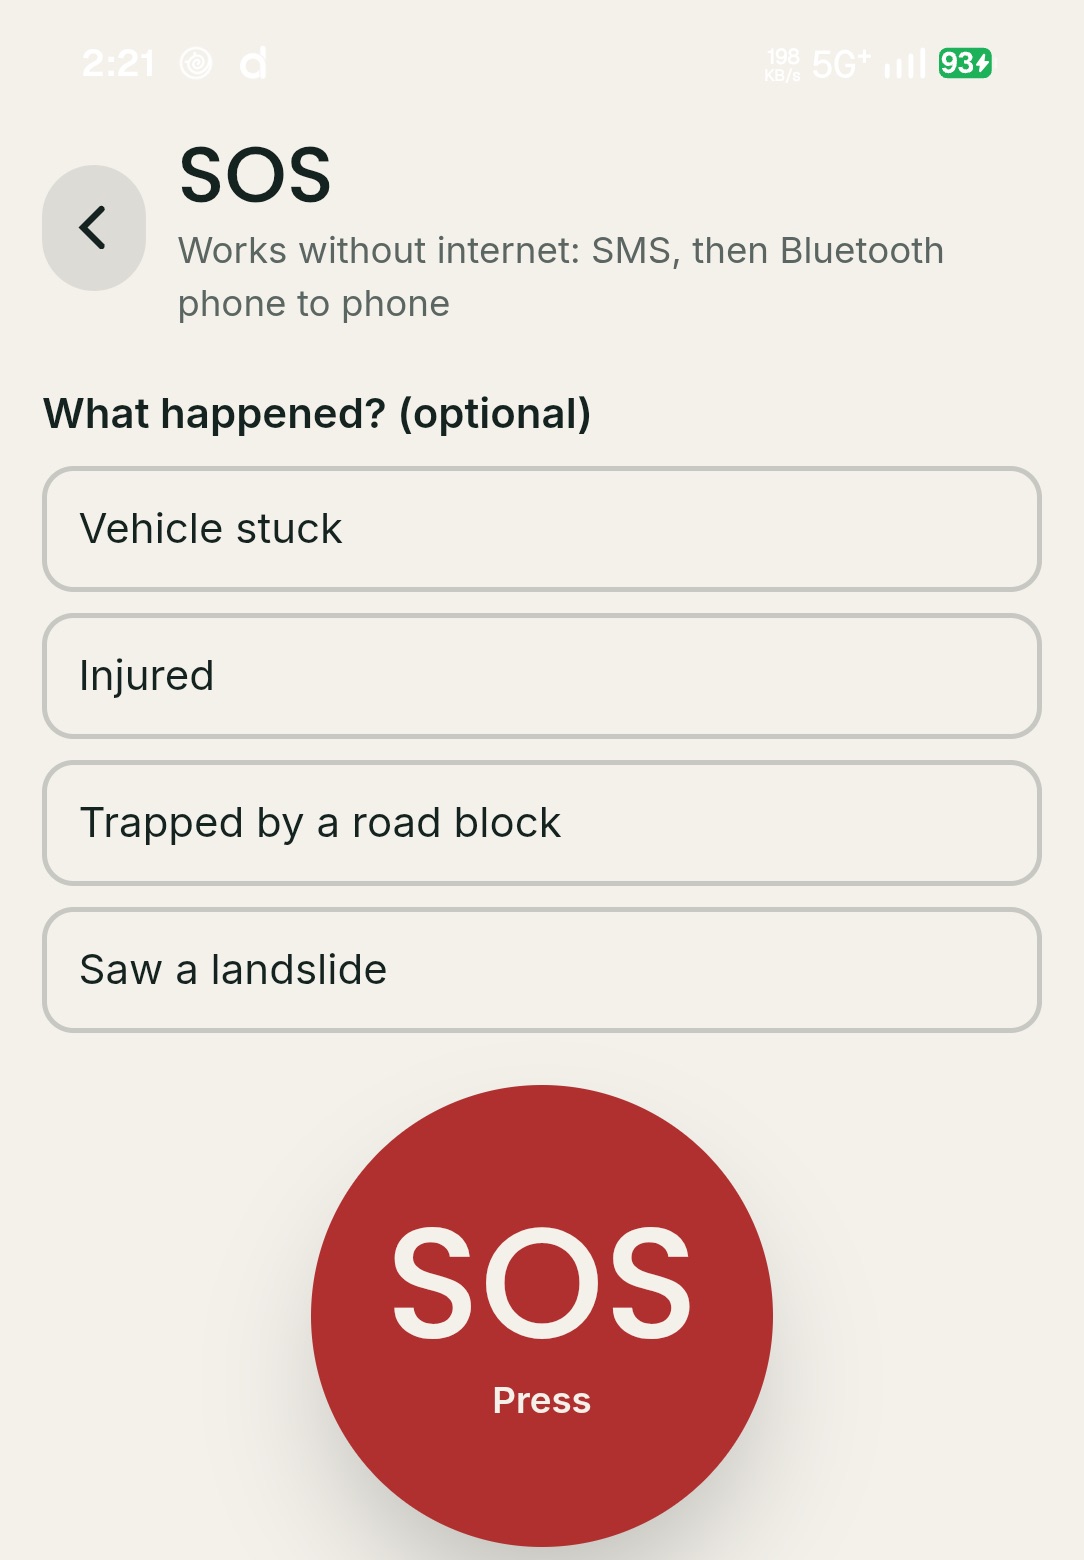 2:21
198
KB/s
5G+
93
SOS
Works without internet: SMS, then Bluetooth
phone to phone
What happened? (optional)
Vehicle stuck
Injured
Trapped by a road block
Saw a landslide
SOS
Press